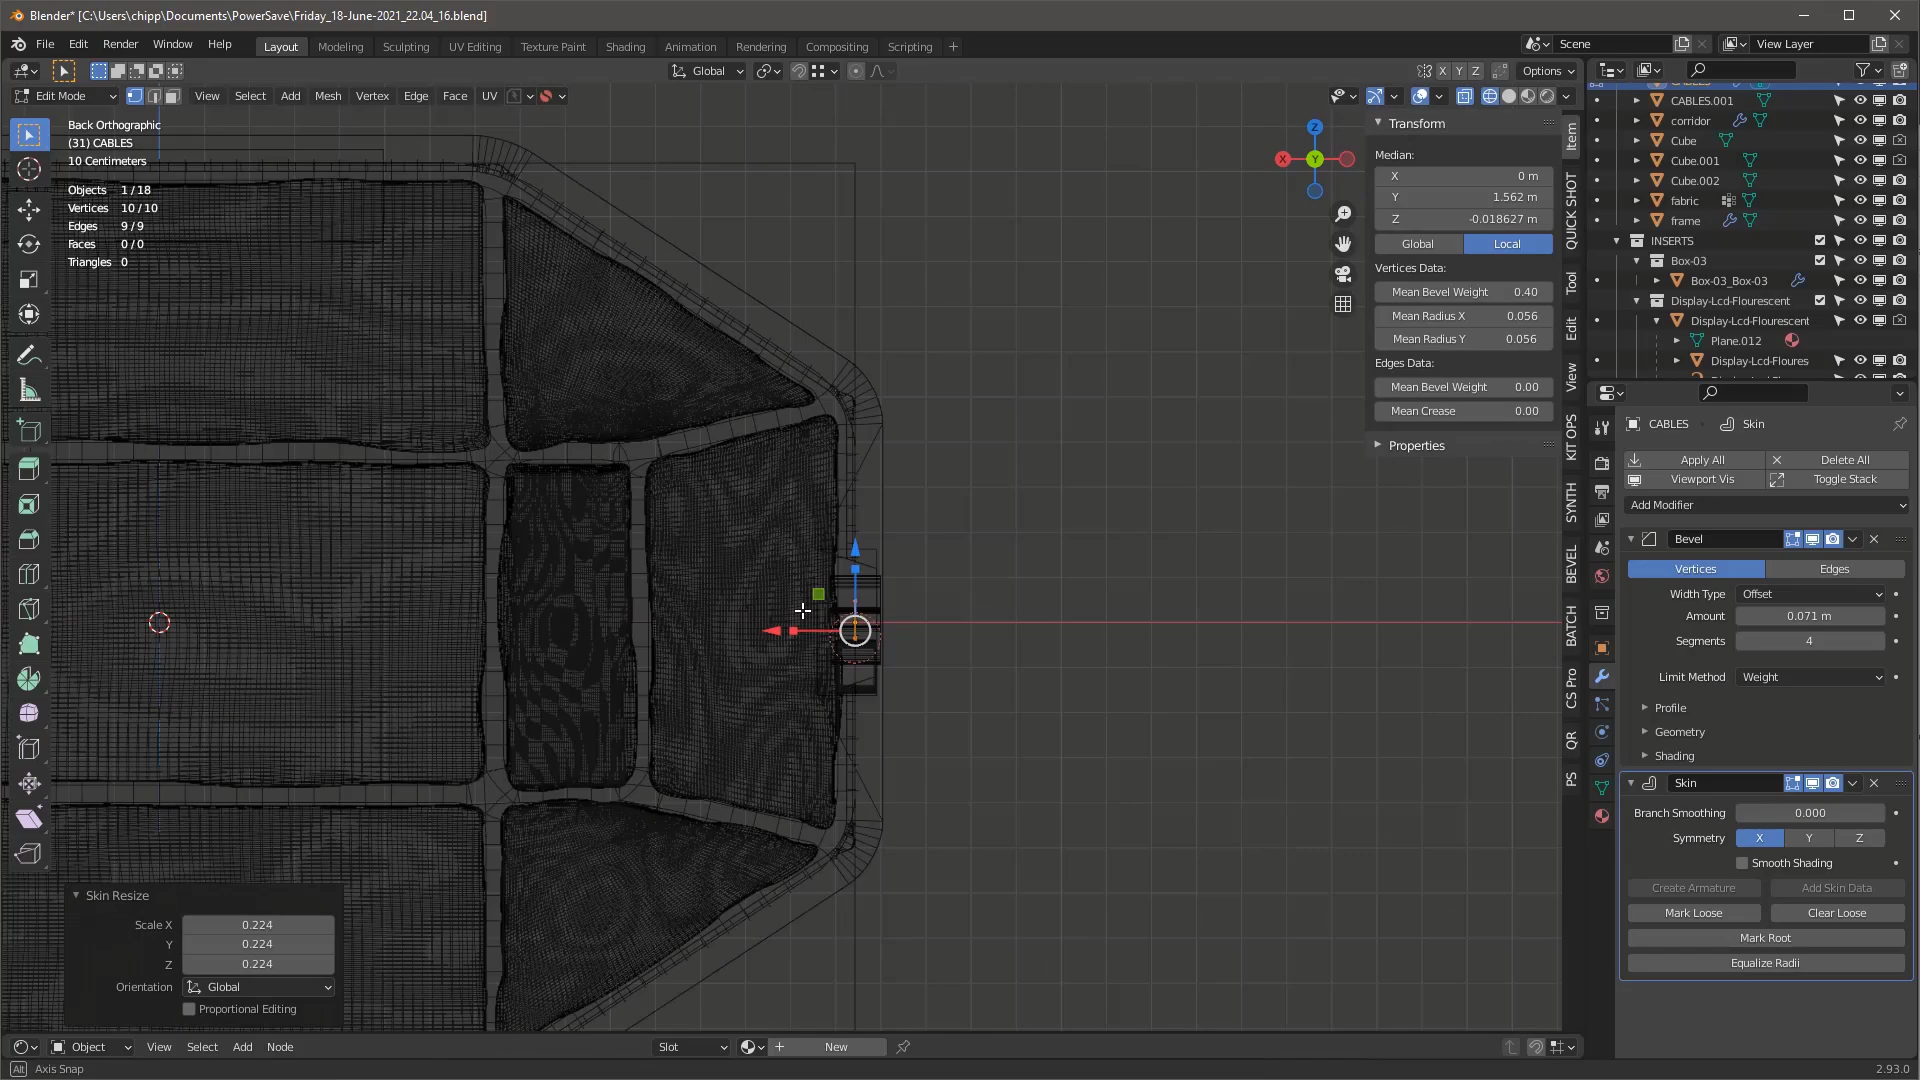 Blender* [C:\Users\chipp\Documents\PowerSave\Friday_18-June-2021_22.04_16.blend]
File Edit Render Window Help Layout Modeling Sculpting UV Editing Texture Paint Shading Animation Rendering Compositing Scripting + Scene View Layer
Global X Y Z Options
Edit Mode View Select Add Mesh Vertex Edge Face UV
Back Orthographic
(31) CABLES
10 Centimeters
Objects 1 / 18
Vertices 10 / 10
Edges 9 / 9
Faces 0 / 0
Triangles 0
Z
X
Y
Transform
Median:
X 0 m
Y 1.562 m
Z -0.018627 m
Global Local
Vertices Data:
Mean Bevel Weight 0.40
Mean Radius X 0.056
Mean Radius Y 0.056
Edges Data:
Mean Bevel Weight 0.00
Mean Crease 0.00
Properties
Item
QUICK SHOT
Tool
Edit
View
KIT OPS
SYNTH
BEVEL
BATCH
CS Pro
QR
PS
CABLES.001
corridor
Cube
Cube.001
Cube.002
fabric
frame
INSERTS
Box-03
Box-03_Box-03
Display-Lcd-Flourescent
Display-Lcd-Flourescent
Plane.012
Display-Lcd-Floures
CABLES Skin
Apply All Delete All
Viewport Vis Toggle Stack
Add Modifier
Bevel
Vertices Edges
Width Type Offset
Amount 0.071 m
Segments 4
Limit Method Weight
Profile
Geometry
Shading
Skin
Branch Smoothing 0.000
Symmetry X Y Z
Smooth Shading
Create Armature Add Skin Data
Mark Loose Clear Loose
Mark Root
Equalize Radii
Skin Resize
Scale X 0.224
Y 0.224
Z 0.224
Orientation Global
Proportional Editing
Object View Select Add Node Slot + New
Alt Axis Snap 2.93.0